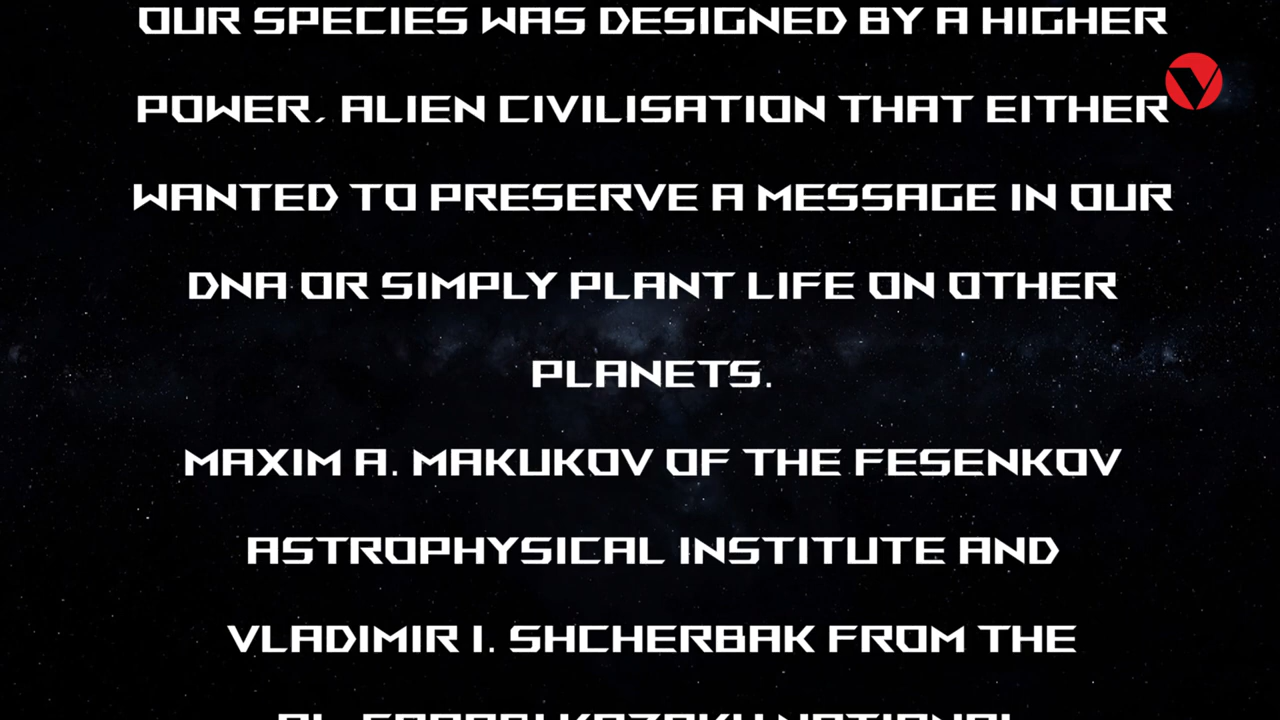 OUR SPECIES WAS DESIGNED BY A HIGHER
POWER, ALIEN CIVILISATION THAT EITHER
WANTED TO PRESERVE A MESSAGE IN OUR
DNA OR SIMPLY PLANT LIFE ON OTHER
PLANETS.
MAXIM A. MAKUKOV OF THE FESENKOV
ASTROPHYSICAL INSTITUTE AND
VLADIMIR I. SHCHERBAK FROM THE